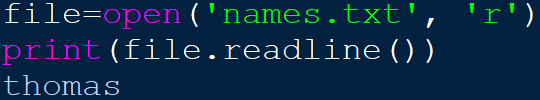 file=open('names.txt', 'r')
print(file.readline())
thomas